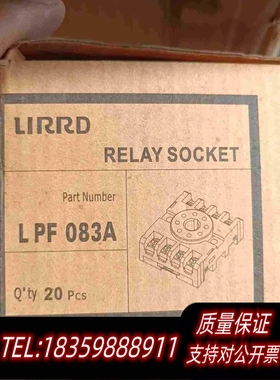 LIRRD
RELAY SOCKET
Part Number
LPF 083A
Q'ty 20 Pcs
质量保证
TEL:18359888911
支持对公开票